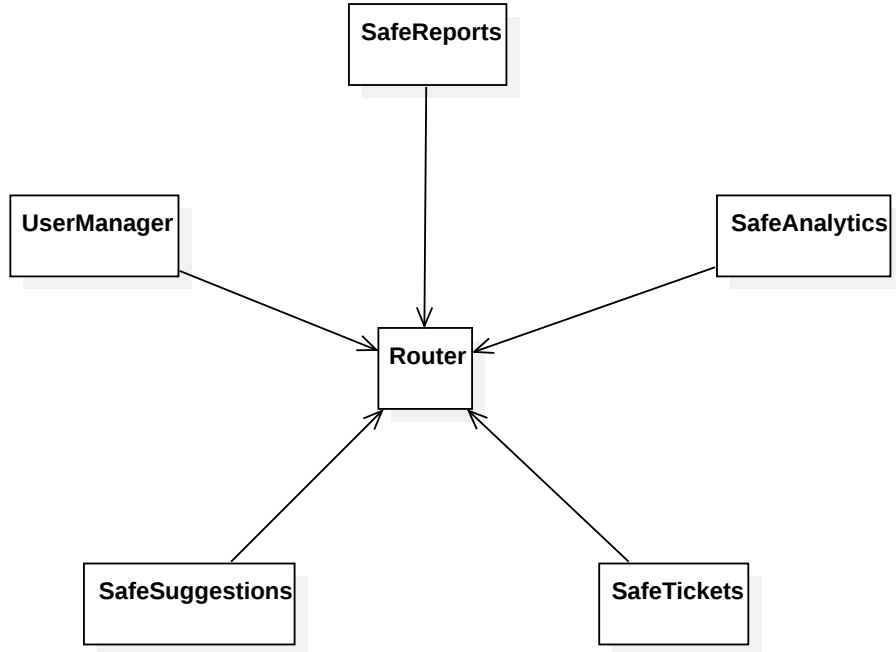 SafeReports
UserManager
SafeAnalytics
Router
SafeSuggestions
SafeTickets